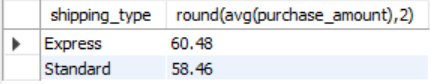 shipping_type round(avg(purchase_amount),2)
Express 60.48
Standard 58.46